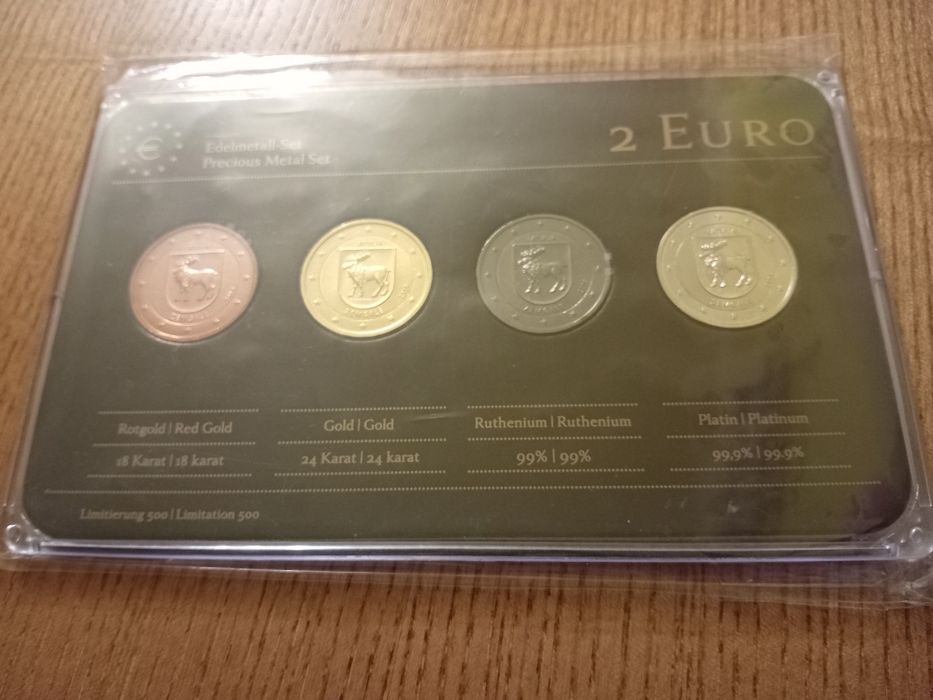 Edelmetall-Set
Precious Metal Set
2 EURO
ZEMGALE
Rotgold | Red Gold
18 Karat | 18 karat
Gold | Gold
24 Karat | 24 karat
Ruthenium | Ruthenium
99% | 99%
Platin | Platinum
99,9% | 99.9%
Limitierung 500 | Limitation 500